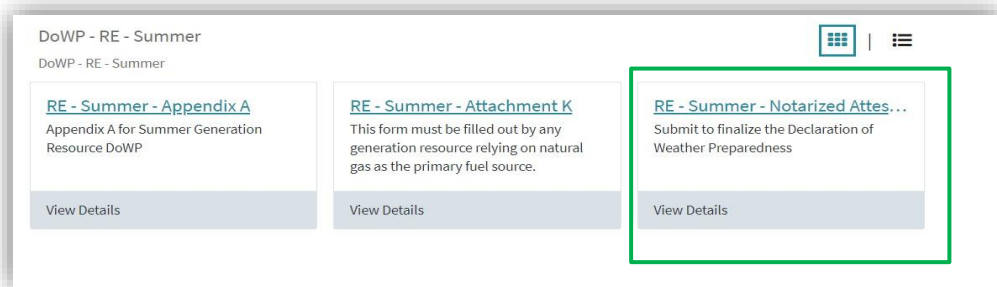 DoWP - RE - Summer
|
DoWP - RE - Summer
RE - Summer - Appendix A
Appendix A for Summer Generation
Resource DoWP
View Details
RE - Summer - Attachment K
This form must be filled out by any
generation resource relying on natural
gas as the primary fuel source.
View Details
RE - Summer - Notarized Attes...
Submit to finalize the Declaration of
Weather Preparedness
View Details